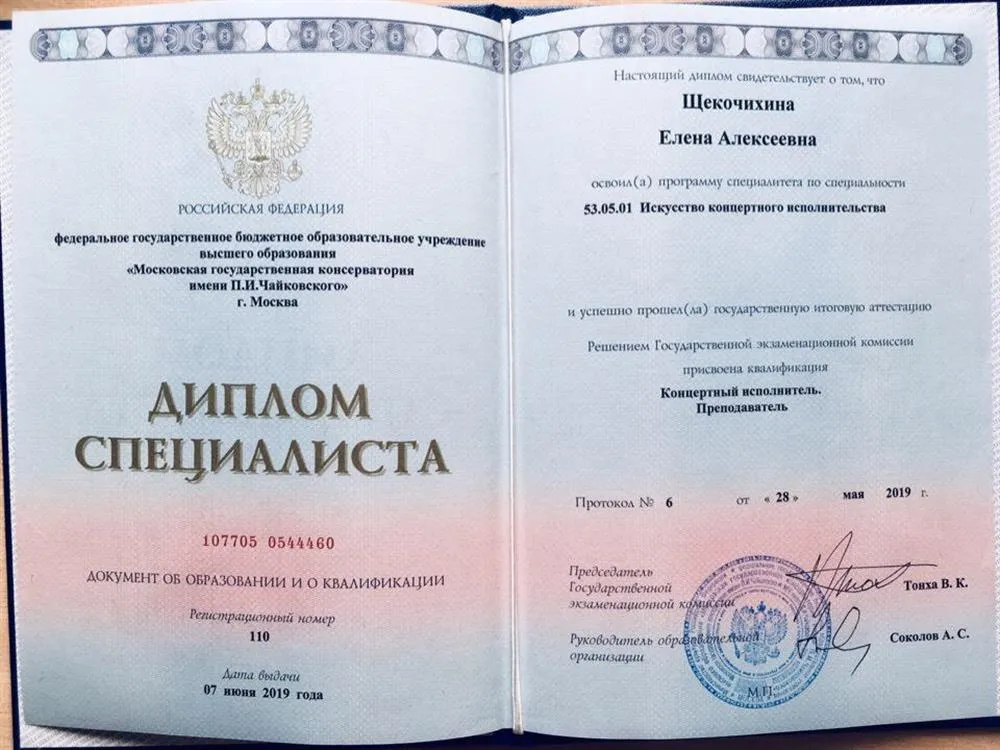 РОССИЙСКАЯ ФЕДЕРАЦИЯ
федеральное государственное бюджетное образовательное учреждение
высшего образования
«Московская государственная консерватория
имени П.И.Чайковского»
г. Москва
ДИПЛОМ
СПЕЦИАЛИСТА
107705 0544460
ДОКУМЕНТ ОБ ОБРАЗОВАНИИ И О КВАЛИФИКАЦИИ
Регистрационный номер
110
Дата выдачи
07 июня 2019 года
Настоящий диплом свидетельствует о том, что
Щекочихина
Елена Алексеевна
освоил(а) программу специалитета по специальности
53.05.01 Искусство концертного исполнительства
и успешно прошел(ла) государственную итоговую аттестацию
Решением Государственной экзаменационной комиссии
присвоена квалификация
Концертный исполнитель.
Преподаватель
Протокол № 6 от « 28 » мая 2019 г.
Председатель
Государственной
экзаменационной комиссии
Тонха В. К.
Руководитель образовательной
организации
Соколов А. С.
М.П.